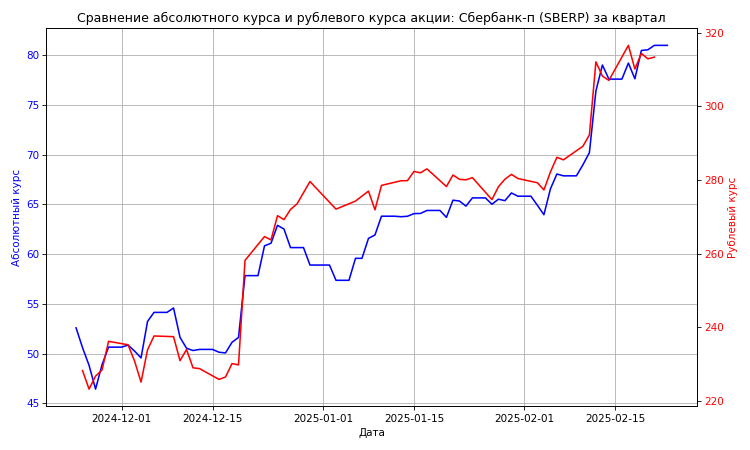 Сравнение абсолютного курса и рублевого курса акции: Сбербанк-п (SBERP) за квартал
Абсолютный курс
80
75
70
65
60
55
50
45
320
300
280
260
240
220
Рублевый курс
2024-12-01 2024-12-15 2025-01-01 2025-01-15 2025-02-01 2025-02-15
Дата